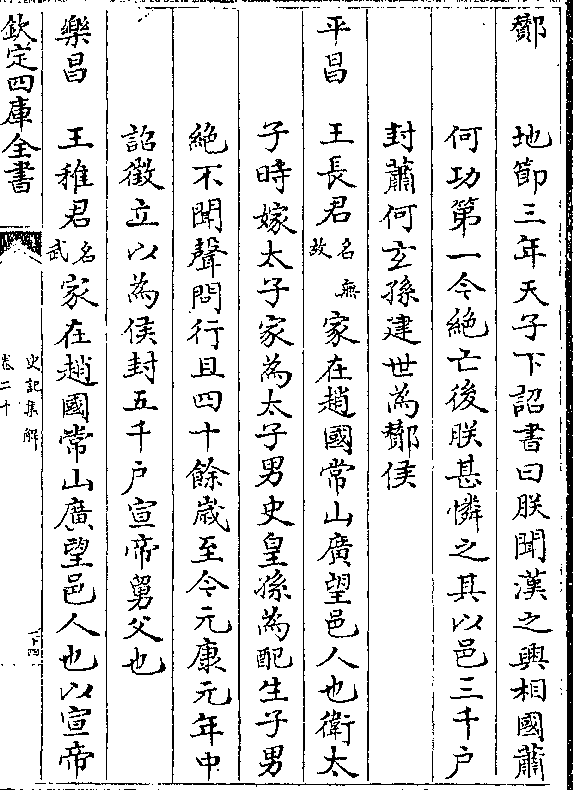 酇　地節三年天子下詔書曰朕聞漢之興相國蕭
何功第一今絶亡後朕甚憐之其以邑三千户
封蕭何玄孫建世為酇侯
平昌　王長君名無故家在趙國常山廣望邑人也衛太
子時嫁太子家為太子男史皇孫為配生子男
絶不聞聲問行且四十餘歳至今元康元年中
詔徵立以為侯封五千户宣帝舅父也
樂昌　王稚君名武家在趙國常山廣望邑人也以宣帝
欽定四庫全書
史記集解
卷二十